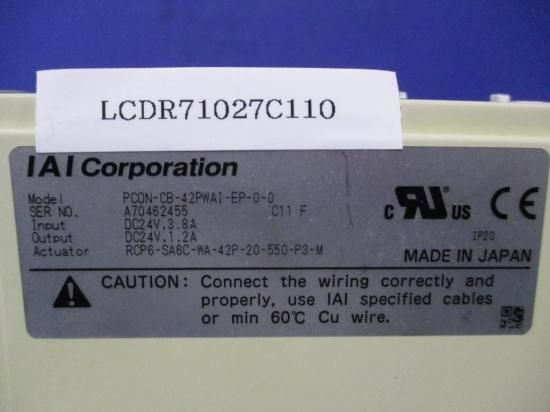 LCDR71027C110
IAI Corporation
Model PCON-CB-42PWAI-EP-0-0
SER NO. A70462455 C11 F
Input DC24V,3.8A
Output DC24V,1.2A
Actuator RCP6-SA6C-WA-42P-20-550-P3-M
c RU US CE
IP20
MADE IN JAPAN
CAUTION: Connect the wiring correctly and
properly, use IAI specified cables
or min 60℃ Cu wire.